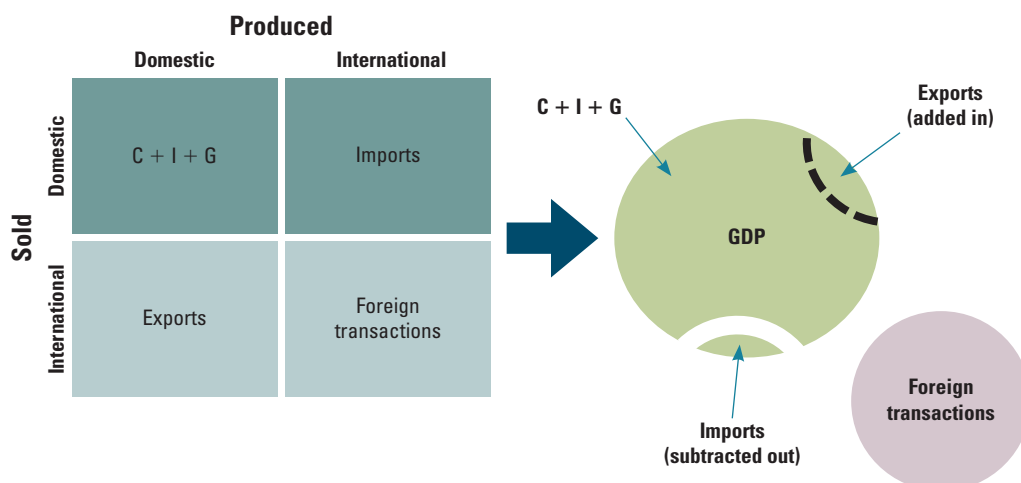 Produced
Domestic
International
Sold
Domestic
International
C + I + G
Imports
Exports
Foreign
transactions
C + I + G
Exports
(added in)
GDP
Imports
(subtracted out)
Foreign
transactions